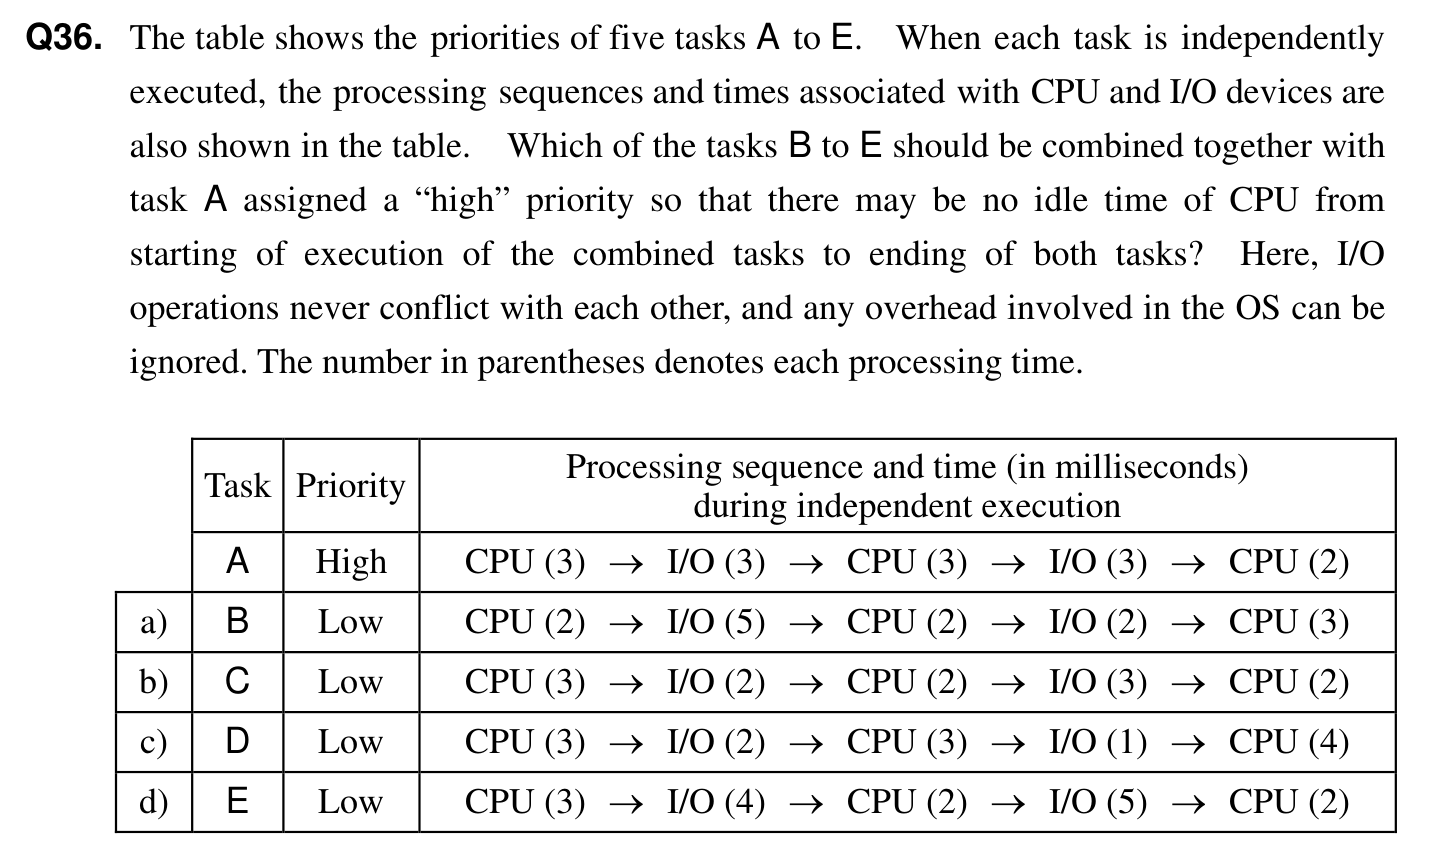 Q36. The table shows the priorities of five tasks A to E. When each task is independently
executed, the processing sequences and times associated with CPU and I/O devices are
also shown in the table. Which of the tasks B to E should be combined together with
task A assigned a “high” priority so that there may be no idle time of CPU from
starting of execution of the combined tasks to ending of both tasks? Here, I/O
operations never conflict with each other, and any overhead involved in the OS can be
ignored. The number in parentheses denotes each processing time.
Task Priority Processing sequence and time (in milliseconds)
during independent execution
A High CPU (3) → I/O (3) → CPU (3) → I/O (3) → CPU (2)
a) B Low CPU (2) → I/O (5) → CPU (2) → I/O (2) → CPU (3)
b) C Low CPU (3) → I/O (2) → CPU (2) → I/O (3) → CPU (2)
c) D Low CPU (3) → I/O (2) → CPU (3) → I/O (1) → CPU (4)
d) E Low CPU (3) → I/O (4) → CPU (2) → I/O (5) → CPU (2)